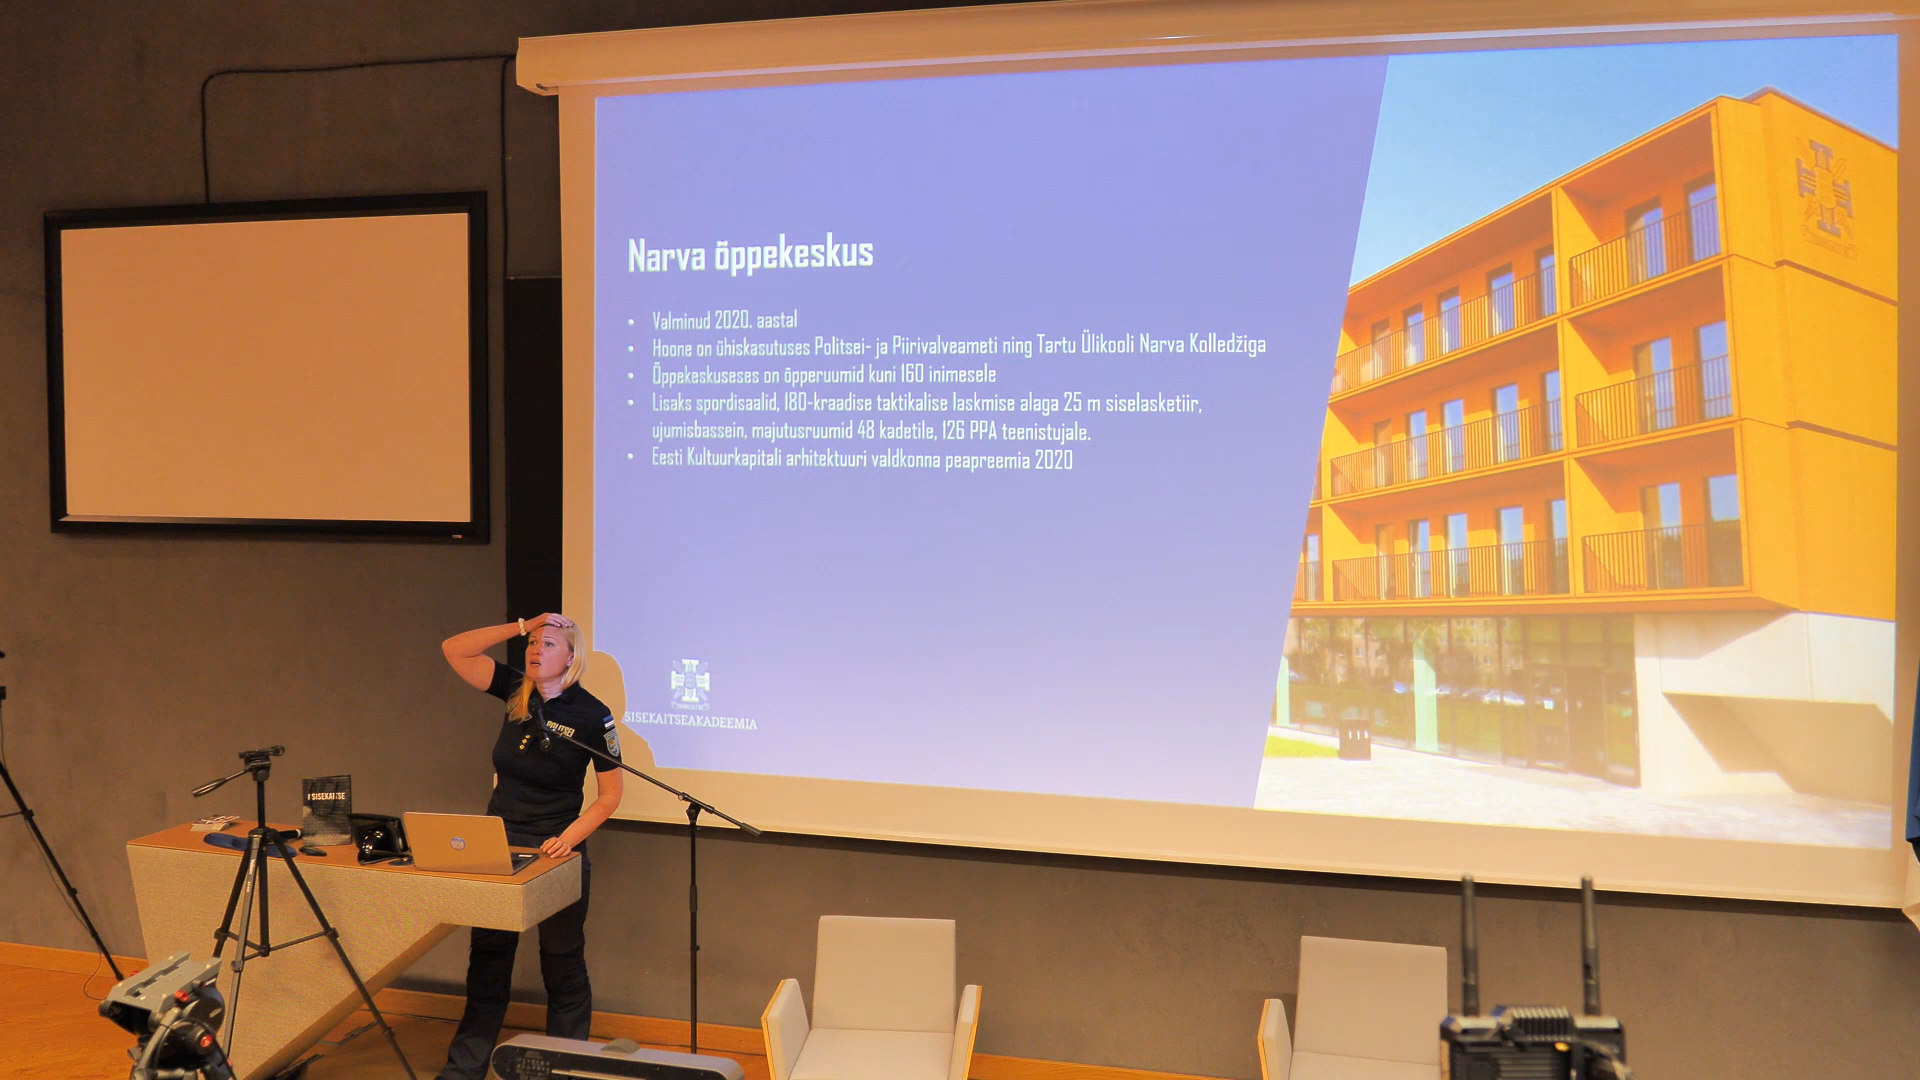 Narva õppekeskus
• Valminud 2020. aastal
• Hoone on ühiskasutuses Politsei- ja Piirivalveameti ning Tartu Ülikooli Narva Kolledžiga
• Õppekeskuseses on õpperuumid kuni 160 inimesele
• Lisaks spordisaalid, 180-kraadise taktikalise laskmise alaga 25 m siselasketiir,
ujumisbassein, majutusruumid 48 kadetile, 126 PPA teenistujale.
• Eesti Kultuurkapitali arhitektuuri valdkonna peapreemia 2020
SISEKAITSEAKADEEMIA
POLITSEI
SISEKAITSE